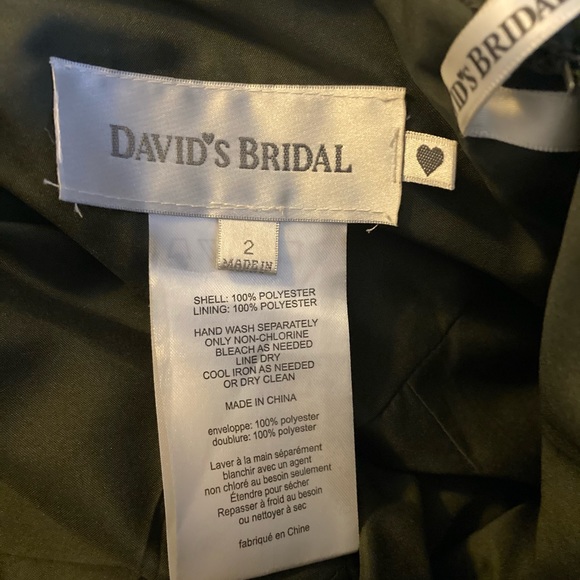 D'S BRIDA
DAVID'S BRIDAL
2
MADE IN
SHELL: 100% POLYESTER
LINING: 100% POLYESTER
HAND WASH SEPARATELY
ONLY NON-CHLORINE
BLEACH AS NEEDED
LINE DRY
COOL IRON AS NEEDED
OR DRY CLEAN
MADE IN CHINA
enveloppe: 100% polyester
doublure: 100% polyester
Laver à la main séparément
blanchir avec un agent
non chloré au besoin seulement
Étendre pour sécher
Repasser à froid au besoin
ou nettoyer à sec
fabriqué en Chine